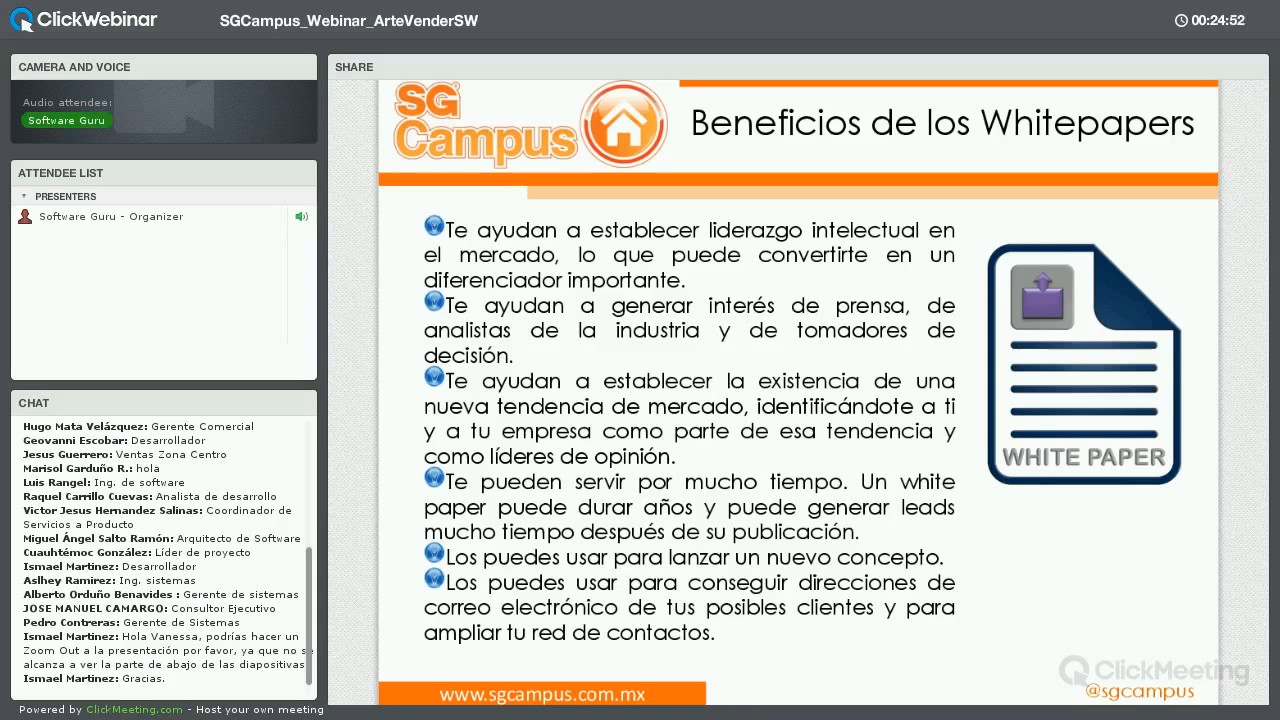 ClickWebinar
SGCampus_Webinar_ArteVenderSW
00:24:52
CAMERA AND VOICE
Audio attendees:
Software Guru
ATTENDEE LIST
PRESENTERS
Software Guru - Organizer
CHAT
Hugo Mata Velazquez: Gerente Comercial
Geovanni Escobar: Desarrollador
Jesus Guerrero: Ventas Zona Centro
Marisol Garduño R.: hola
Luis Rangel: Ing. de software
Raquel Carrillo Cuevas: Analista de desarrollo
Victor Jesus Hernandez Salinas: Coordinador de
Servicios a Producto
Miguel Ángel Salto Ramón: Arquitecto de Software
Cuauhtémoc González: Líder de proyecto
Ismael Martinez: Desarrollador
Aslhey Ramirez: Ing. sistemas
Alberto Orduño Benavides : Gerente de sistemas
JOSE MANUEL CAMARGO: Consultor Ejecutivo
Pedro Contreras: Gerente de Sistemas
Ismael Martinez: Hola Vanessa, podrías hacer un
Zoom Out a presentación por favor, ya que no se
alcanza a ver parte de abajo de las diapositivas
Ismael Martinez: Gracias.
Powered by ClickMeeting.com - Host your own meeting
SHARE
SG
Campus
Beneficios de los Whitepapers
Te ayudan a establecer liderazgo intelectual en
el mercado, lo que puede convertirte en un
diferenciador importante.
Te ayudan a generar interés de prensa, de
analistas de la industria y de tomadores de
decisión.
Te ayudan a establecer la existencia de una
nueva tendencia de mercado, identificándote a ti
y a tu empresa como parte de esa tendencia y
como líderes de opinión.
Te pueden servir por mucho tiempo. Un white
paper puede durar años y puede generar leads
mucho tiempo después de su publicación.
Los puedes usar para lanzar un nuevo concepto.
Los puedes usar para conseguir direcciones de
correo electrónico de tus posibles clientes y para
ampliar tu red de contactos.
WHITE PAPER
www.sgcampus.com.mx
ClickMeeting
@sgcampus